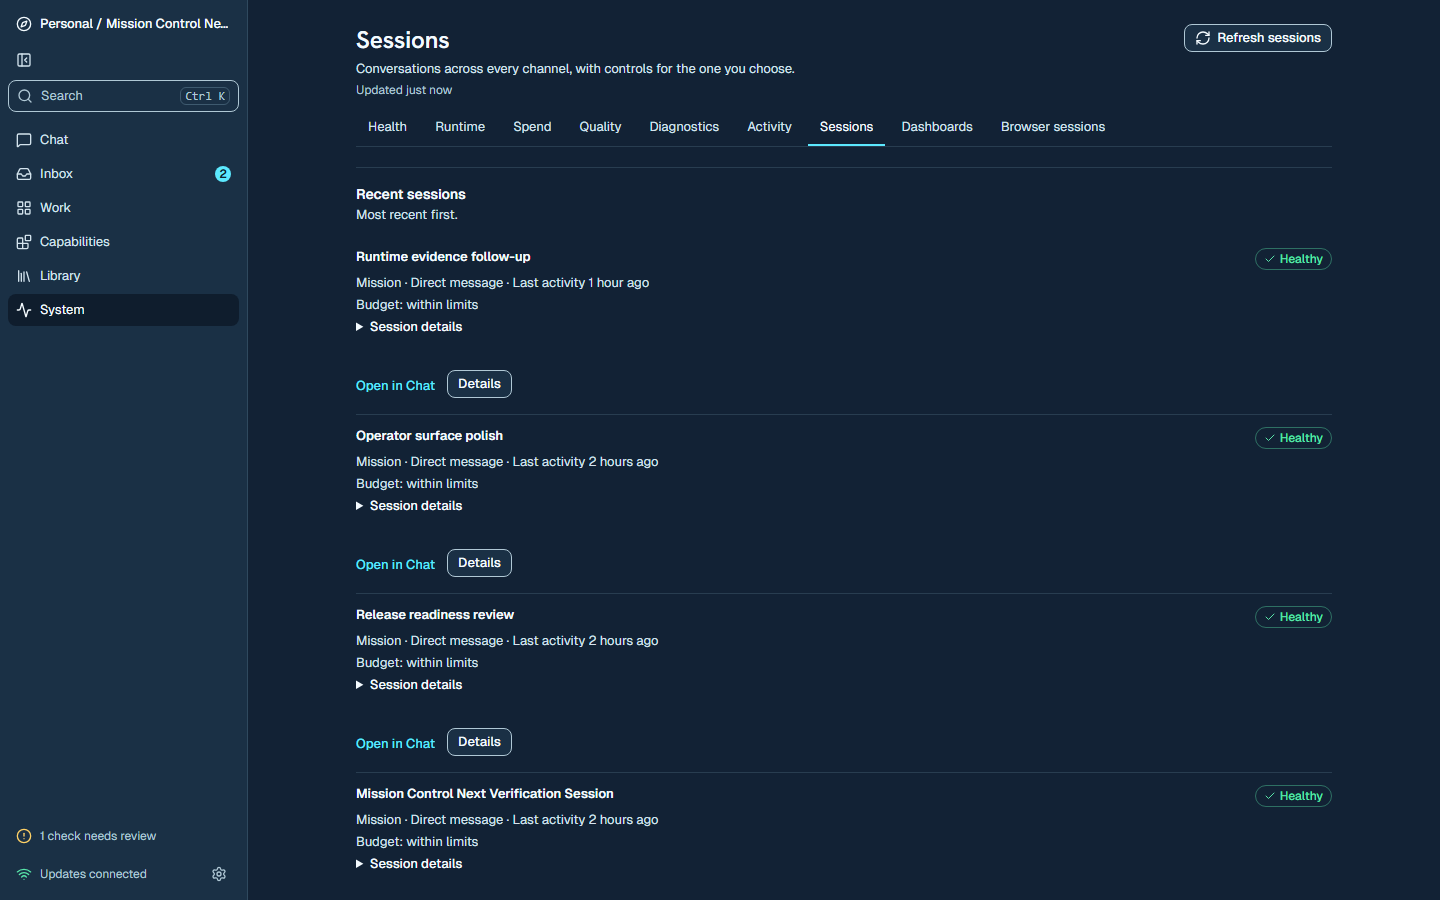 Personal / Mission Control Ne...
Search Ctrl K
Chat
Inbox 2
Work
Capabilities
Library
System
1 check needs review
Updates connected
Sessions
Refresh sessions
Conversations across every channel, with controls for the one you choose.
Updated just now
Health Runtime Spend Quality Diagnostics Activity Sessions Dashboards Browser sessions
Recent sessions
Most recent first.
Runtime evidence follow-up
Healthy
Mission · Direct message · Last activity 1 hour ago
Budget: within limits
Session details
Open in Chat Details
Operator surface polish
Healthy
Mission · Direct message · Last activity 2 hours ago
Budget: within limits
Session details
Open in Chat Details
Release readiness review
Healthy
Mission · Direct message · Last activity 2 hours ago
Budget: within limits
Session details
Open in Chat Details
Mission Control Next Verification Session
Healthy
Mission · Direct message · Last activity 2 hours ago
Budget: within limits
Session details